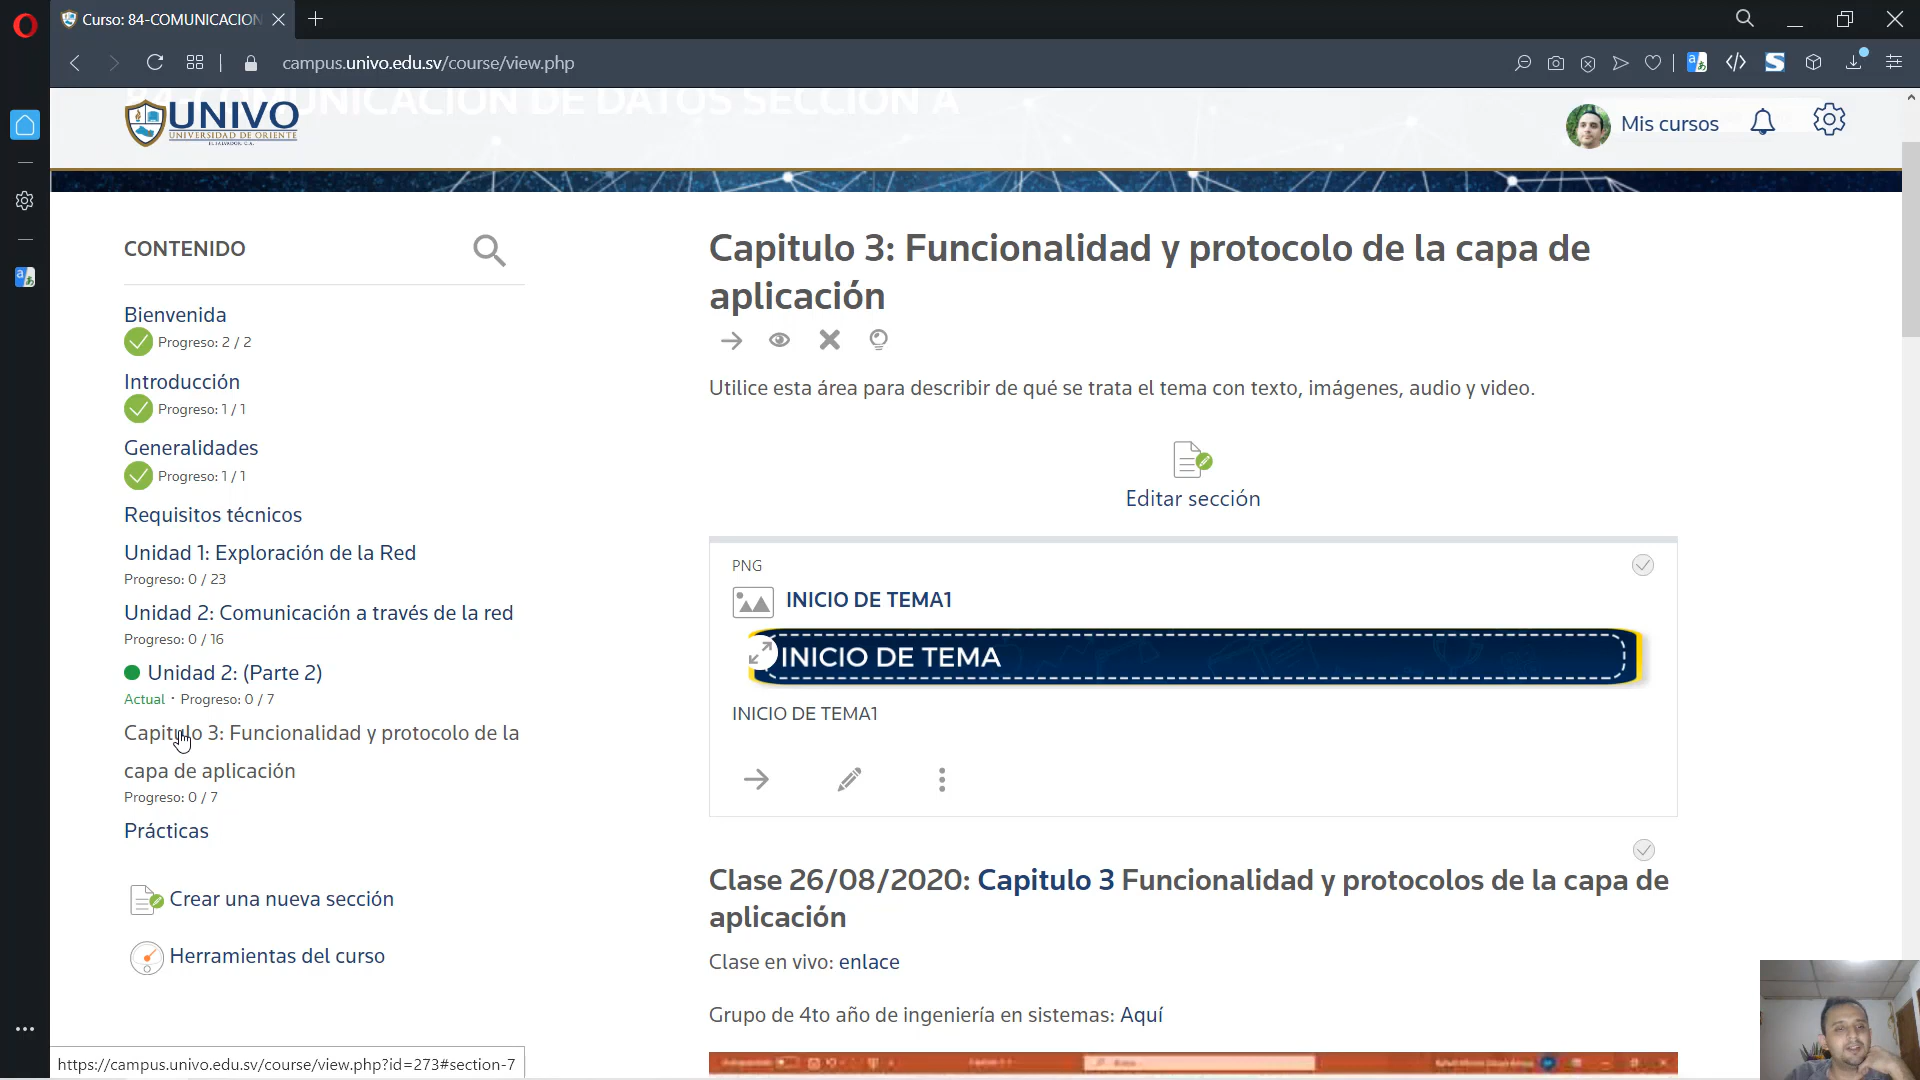 Curso: 84-COMUNICACION
campus.univo.edu.sv/course/view.php
84-COMUNICACION DE DATOS SECCION A
UNIVO
UNIVERSIDAD DE ORIENTE
EL SALVADOR, C.A.
Mis cursos
CONTENIDO
Bienvenida
Progreso: 2 / 2
Introducción
Progreso: 1 / 1
Generalidades
Progreso: 1 / 1
Requisitos técnicos
Unidad 1: Exploración de la Red
Progreso: 0 / 23
Unidad 2: Comunicación a través de la red
Progreso: 0 / 16
Unidad 2: (Parte 2)
Actual · Progreso: 0 / 7
Capitulo 3: Funcionalidad y protocolo de la
capa de aplicación
Progreso: 0 / 7
Prácticas
Crear una nueva sección
Herramientas del curso
https://campus.univo.edu.sv/course/view.php?id=273#section-7
Capitulo 3: Funcionalidad y protocolo de la capa de
aplicación
Utilice esta área para describir de qué se trata el tema con texto, imágenes, audio y video.
Editar sección
PNG
INICIO DE TEMA1
INICIO DE TEMA
INICIO DE TEMA1
Clase 26/08/2020: Capitulo 3 Funcionalidad y protocolos de la capa de
aplicación
Clase en vivo: enlace
Grupo de 4to año de ingeniería en sistemas: Aquí